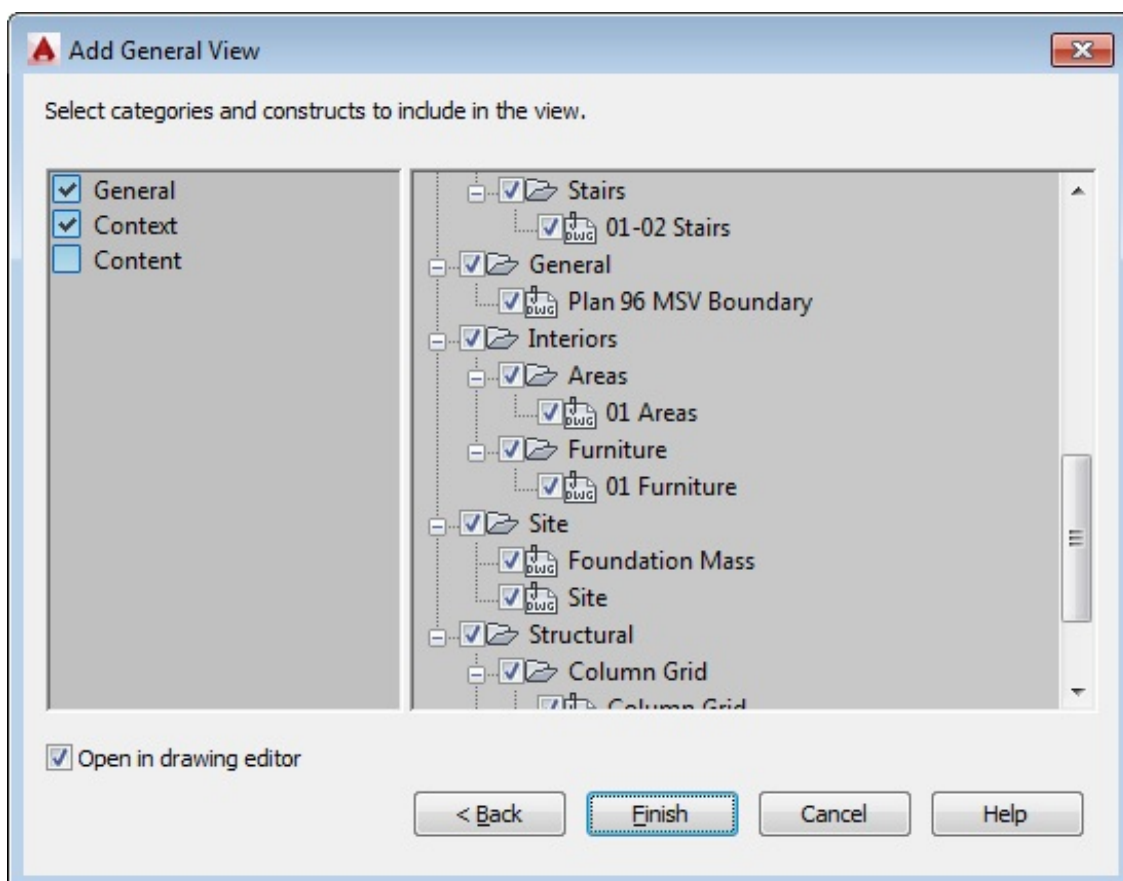 Add General View
Select categories and constructs to include in the view.
General
Context
Content
Stairs
01-02 Stairs
General
Plan 96 MSV Boundary
Interiors
Areas
01 Areas
Furniture
01 Furniture
Site
Foundation Mass
Site
Structural
Column Grid
Column Grid
Open in drawing editor
< Back
Finish
Cancel
Help